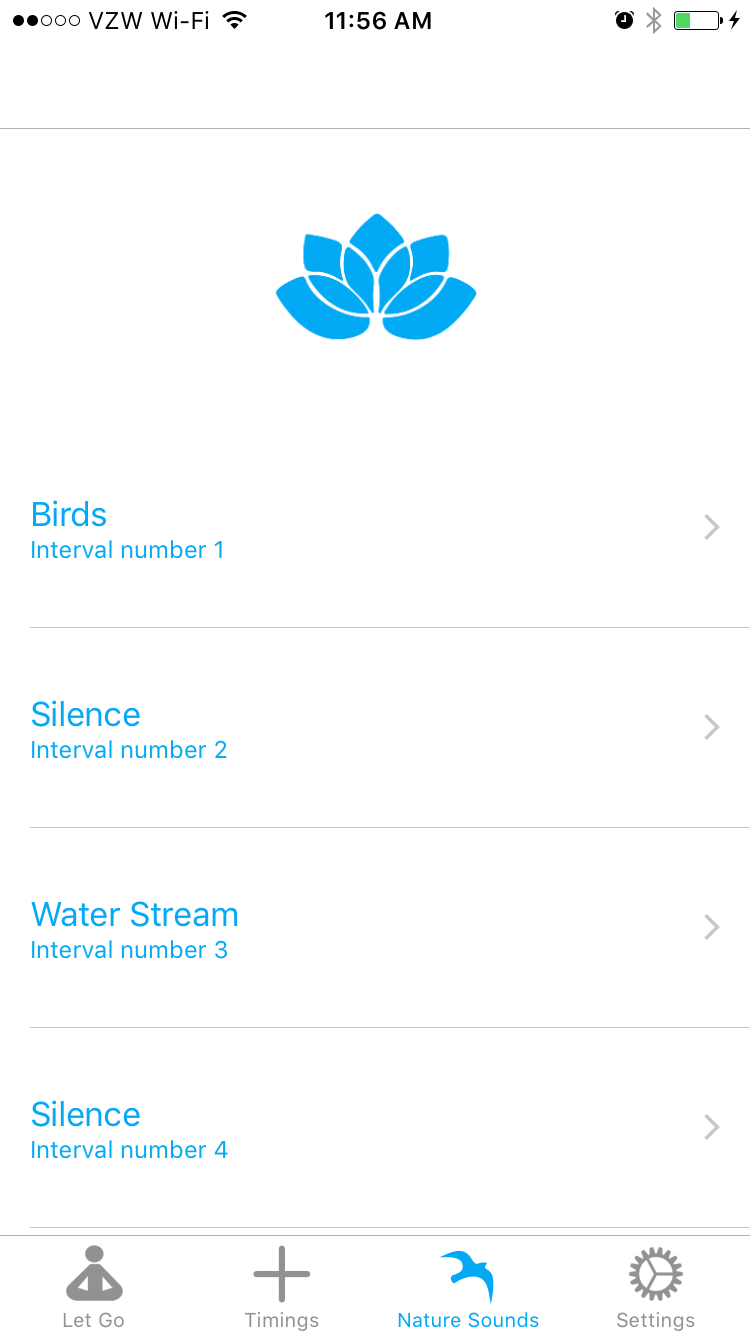 VZW Wi-Fi 11:56 AM
Birds
Interval number 1
Silence
Interval number 2
Water Stream
Interval number 3
Silence
Interval number 4
Let Go Timings Nature Sounds Settings